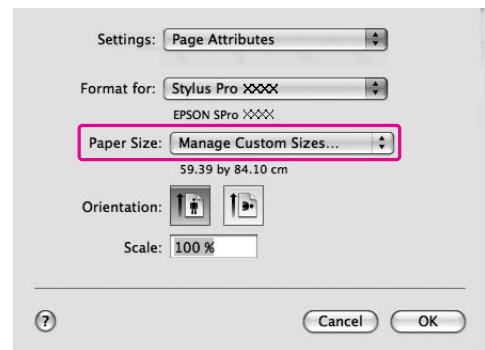 Settings: Page Attributes
Format for: Stylus Pro XXXX
EPSON SPro XXXX
Paper Size: Manage Custom Sizes...
59.39 by 84.10 cm
Orientation:
Scale: 100 %
? Cancel OK